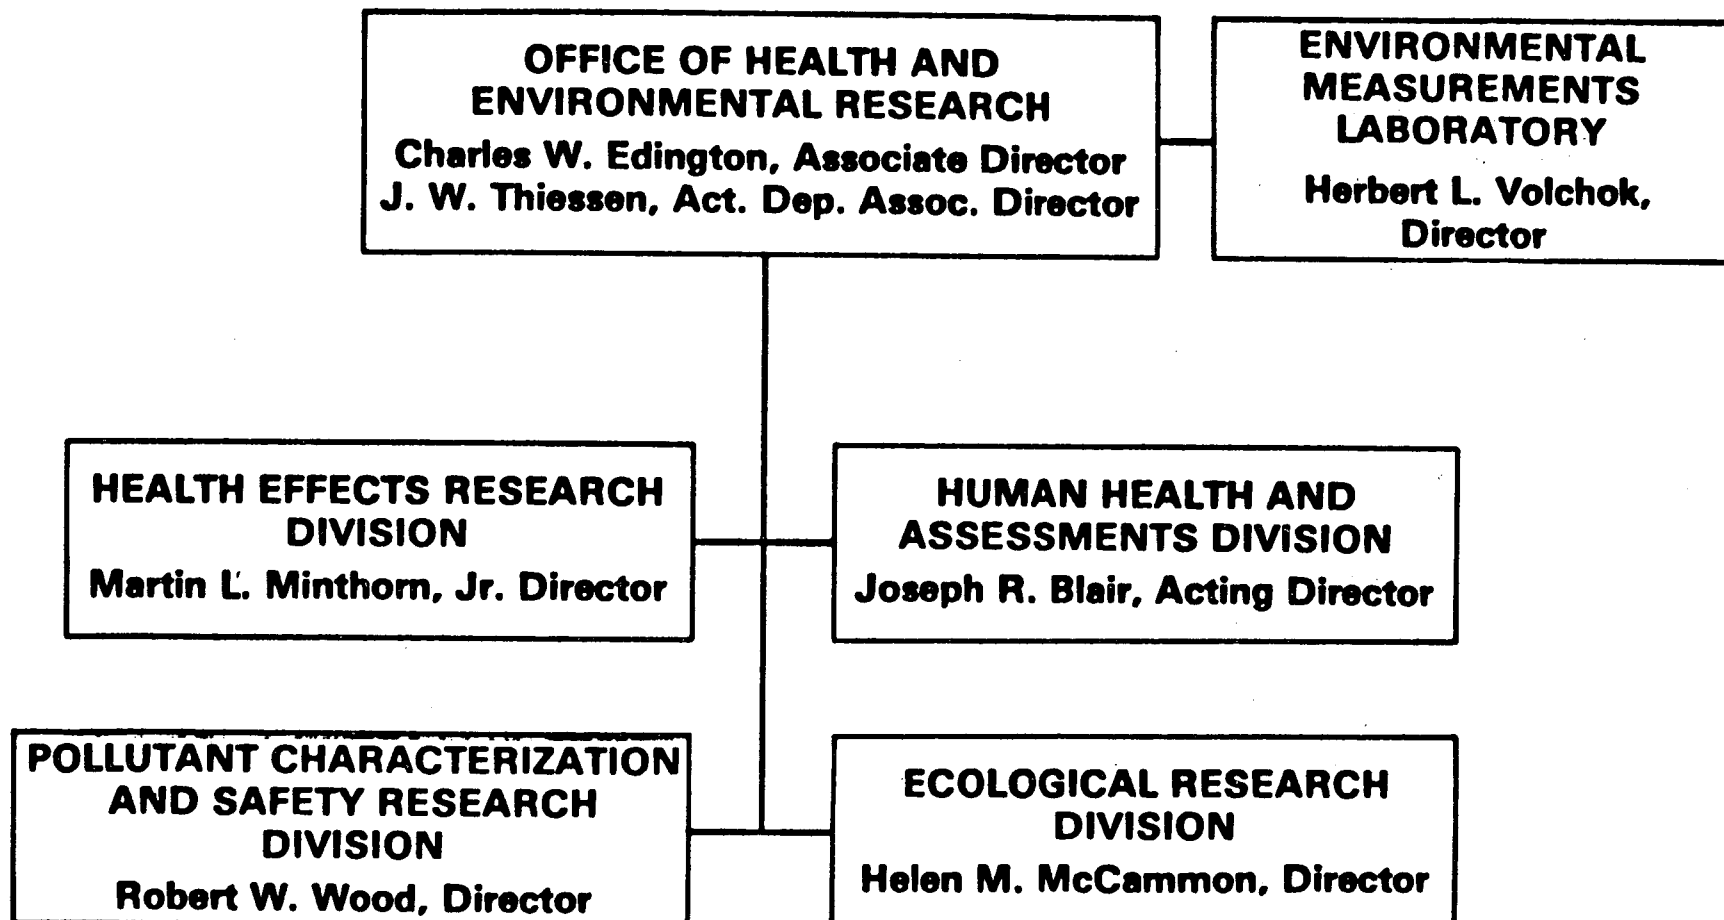 OFFICE OF HEALTH AND
ENVIRONMENTAL RESEARCH
Charles W. Edington, Associate Director
J. W. Thiessen, Act. Dep. Assoc. Director
ENVIRONMENTAL
MEASUREMENTS
LABORATORY
Herbert L. Volchok,
Director
HEALTH EFFECTS RESEARCH
DIVISION
Martin L. Minthorn, Jr. Director
HUMAN HEALTH AND
ASSESSMENTS DIVISION
Joseph R. Blair, Acting Director
POLLUTANT CHARACTERIZATION
AND SAFETY RESEARCH
DIVISION
Robert W. Wood, Director
ECOLOGICAL RESEARCH
DIVISION
Helen M. McCammon, Director